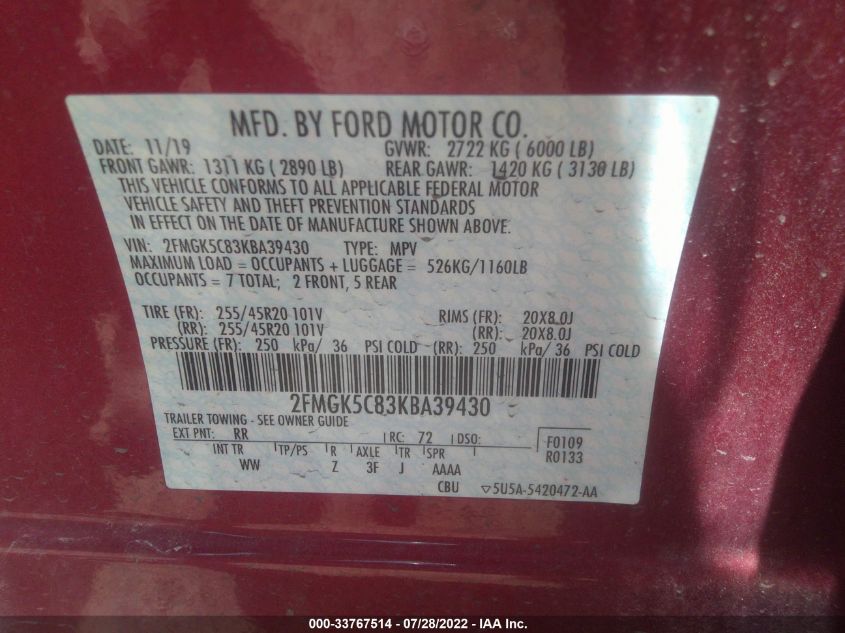 MFD. BY FORD MOTOR CO.
DATE: 11/19 GVWR: 2722 KG ( 6000 LB)
FRONT GAWR: 1311 KG ( 2890 LB) REAR GAWR: 1420 KG ( 3130 LB)
THIS VEHICLE CONFORMS TO ALL APPLICABLE FEDERAL MOTOR
VEHICLE SAFETY AND THEFT PREVENTION STANDARDS
IN EFFECT ON THE DATE OF MANUFACTURE SHOWN ABOVE.
VIN: 2FMGK5C83KBA39430 TYPE: MPV
MAXIMUM LOAD = OCCUPANTS + LUGGAGE = 526KG/1160LB
OCCUPANTS = 7 TOTAL; 2 FRONT, 5 REAR
TIRE (FR): 255/45R20 101V RIMS (FR): 20X8.0J
(RR): 255/45R20 101V (RR): 20X8.0J
PRESSURE (FR): 250 kPa/ 36 PSI COLD (RR): 250 kPa/ 36 PSI COLD
2FMGK5C83KBA39430
TRAILER TOWING - SEE OWNER GUIDE
EXT PNT: RR RC: 72 DSO: F0109
INT TR TP/PS R AXLE TR SPR R0133
WW Z 3F J AAAA
CBU ▽5U5A-5420472-AA
000-33767514 / 07/28/2022 - IAA Inc.